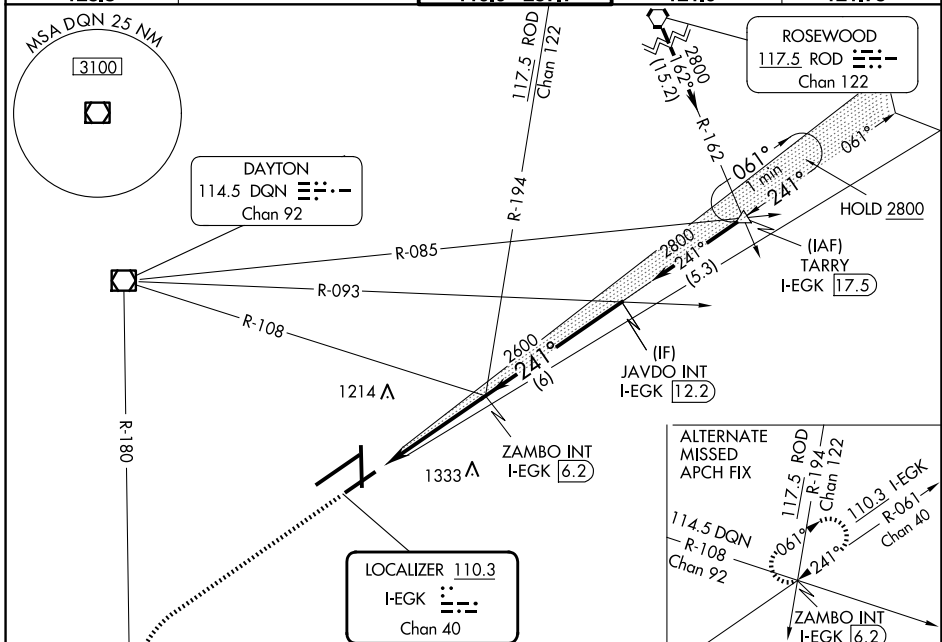 MSA DQN 25 NM
3100
DAYTON
114.5 DQN
Chan 92
ROSEWOOD
117.5 ROD
Chan 122
117.5 ROD
Chan 122
R-194
2800
162°
(15.2)
R-162
061°
1 min
241°
061°
HOLD 2800
(IAF)
TARRY
I-EGK 17.5
2800
241°
(5.3)
R-085
R-093
R-108
R-180
(IF)
JAVDO INT
I-EGK 12.2
2600
241°
(6)
1214
1333
ZAMBO INT
I-EGK 6.2
LOCALIZER 110.3
I-EGK
Chan 40
ALTERNATE
MISSED
APCH FIX
117.5 ROD
R-194
Chan 122
110.3 I-EGK
R-061
Chan 40
114.5 DQN
R-108
Chan 92
061°
241°
ZAMBO INT
I-EGK 6.2